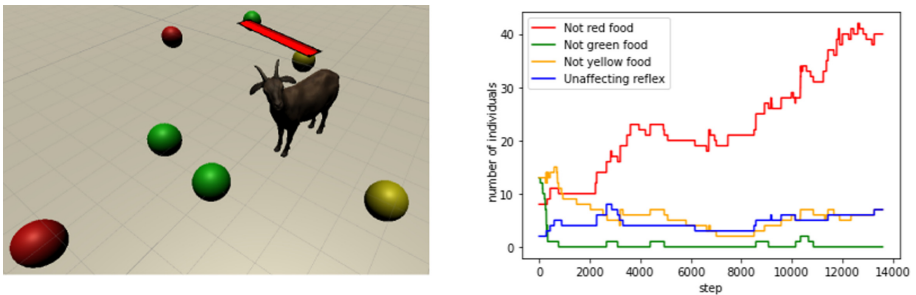 Not red food
Not green food
Not yellow food
Unaffecting reflex
number of individuals
40
30
20
10
0
0 2000 4000 6000 8000 10000 12000 14000
step